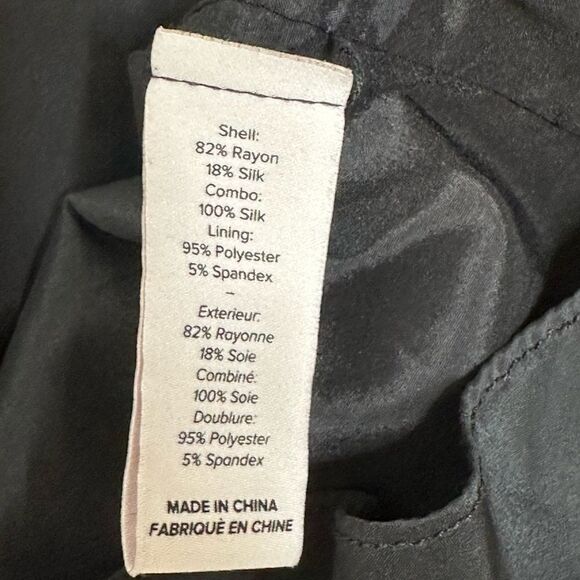 Shell:
82% Rayon
18% Silk
Combo:
100% Silk
Lining:
95% Polyester
5% Spandex
–
Exterieur:
82% Rayonne
18% Soie
Combiné:
100% Soie
Doublure:
95% Polyester
5% Spandex
MADE IN CHINA
FABRIQUÈ EN CHINE